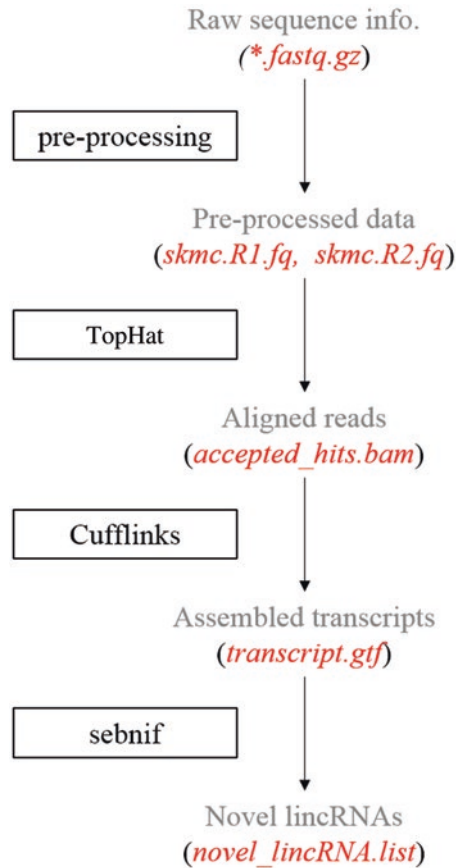 Raw sequence info.
(*.fastq.gz)
pre-processing
Pre-processed data
(skmc.R1.fq, skmc.R2.fq)
TopHat
Aligned reads
(accepted_hits.bam)
Cufflinks
Assembled transcripts
(transcript.gtf)
sebnif
Novel lincRNAs
(novel_lincRNA.list)